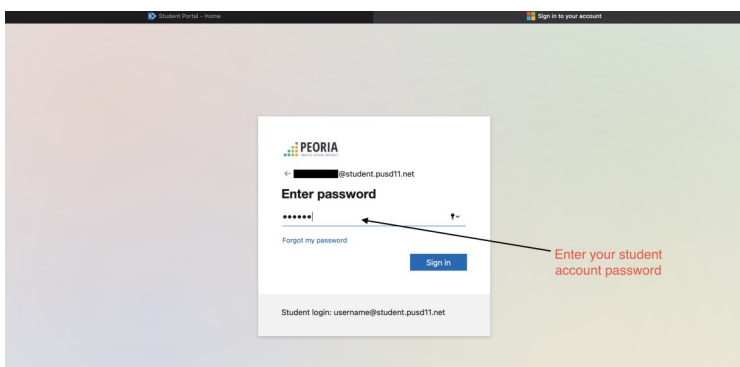 Student Portal - Home
Sign in to your account
PEORIA
UNIFIED SCHOOL DISTRICT
← @student.pusd11.net
Enter password
••••••
Forgot my password
Sign in
Enter your student
account password
Student login: username@student.pusd11.net